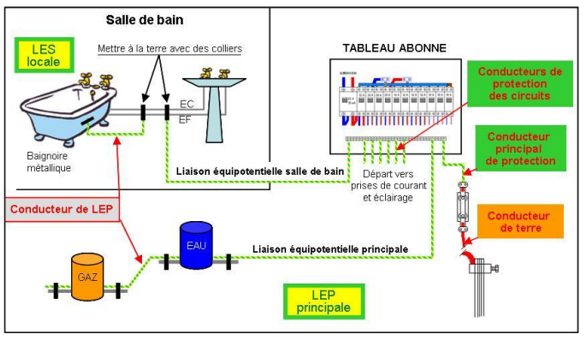 Salle de bain
LES
locale
Mettre à la terre avec des colliers
TABLEAU ABONNE
Conducteurs de
protection
des circuits
EC
EF
Conducteur
principal
de protection
Baignoire
métallique
Liaison équipotentielle salle de bain
Départ vers
prises de courant
et éclairage
Conducteur de LEP
Conducteur
de terre
EAU
Liaison équipotentielle principale
GAZ
LEP
principale